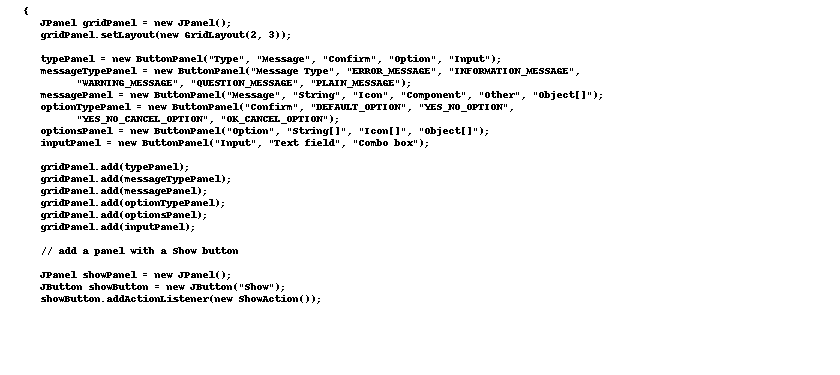 {
JPanel gridPanel = new JPanel();
gridPanel.setLayout(new GridLayout(2, 3));
typePanel = new ButtonPanel("Type", "Message", "Confirm", "Option", "Input");
messageTypePanel = new ButtonPanel("Message Type", "ERROR_MESSAGE", "INFORMATION_MESSAGE",
"WARNING_MESSAGE", "QUESTION_MESSAGE", "PLAIN_MESSAGE");
messagePanel = new ButtonPanel("Message", "String", "Icon", "Component", "Other", "Object[]");
optionTypePanel = new ButtonPanel("Confirm", "DEFAULT_OPTION", "YES_NO_OPTION",
"YES_NO_CANCEL_OPTION", "OK_CANCEL_OPTION");
optionsPanel = new ButtonPanel("Option", "String[]", "Icon[]", "Object[]");
inputPanel = new ButtonPanel("Input", "Text field", "Combo box");
gridPanel.add(typePanel);
gridPanel.add(messageTypePanel);
gridPanel.add(messagePanel);
gridPanel.add(optionTypePanel);
gridPanel.add(optionsPanel);
gridPanel.add(inputPanel);
// add a panel with a Show button
JPanel showPanel = new JPanel();
JButton showButton = new JButton("Show");
showButton.addActionListener(new ShowAction());